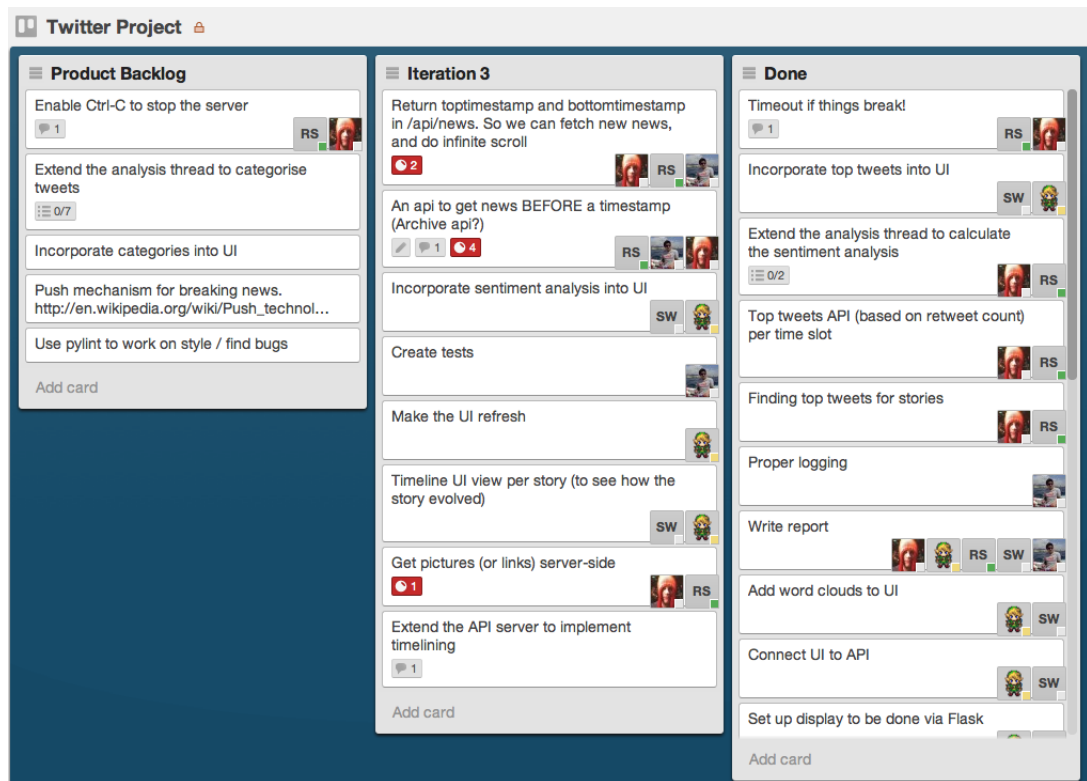 Twitter Project
Product Backlog
Enable Ctrl-C to stop the server
1
RS
Extend the analysis thread to categorise
tweets
0/7
Incorporate categories into UI
Push mechanism for breaking news.
http://en.wikipedia.org/wiki/Push_technol...
Use pylint to work on style / find bugs
Add card
Iteration 3
Return toptimestamp and bottomtimestamp
in /api/news. So we can fetch new news,
and do infinite scroll
2
RS
An api to get news BEFORE a timestamp
(Archive api?)
1 4
RS
Incorporate sentiment analysis into UI
SW
Create tests
Make the UI refresh
Timeline UI view per story (to see how the
story evolved)
SW
Get pictures (or links) server-side
1
RS
Extend the API server to implement
timelining
1
Add card
Done
Timeout if things break!
1
RS
Incorporate top tweets into UI
SW
Extend the analysis thread to calculate
the sentiment analysis
0/2
RS
Top tweets API (based on retweet count)
per time slot
RS
Finding top tweets for stories
RS
Proper logging
Write report
RS SW
Add word clouds to UI
SW
Connect UI to API
SW
Set up display to be done via Flask
Add card